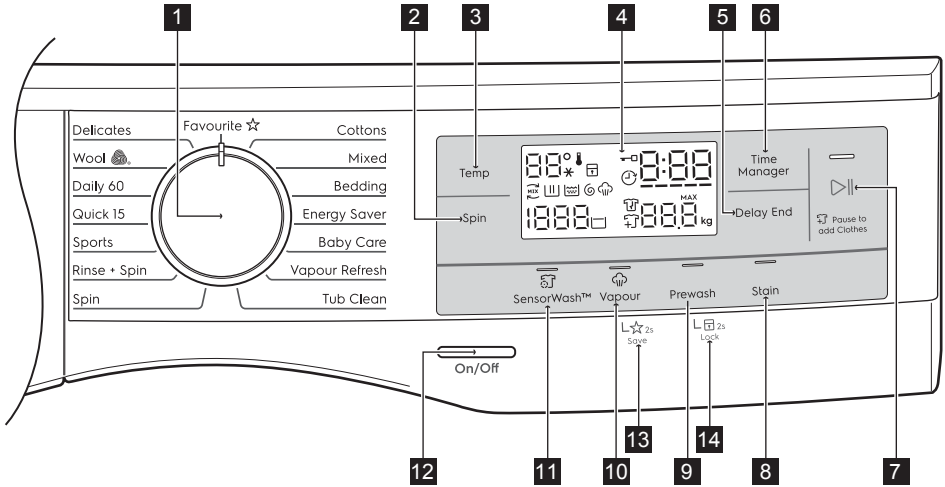 1
2
3
4
5
6
Delicates
Wool
Daily 60
Quick 15
Sports
Rinse + Spin
Spin
Favourite ☆
Cottons
Mixed
Bedding
Energy Saver
Baby Care
Vapour Refresh
Tub Clean
Temp
Spin
88°
MIX
1888
8:88
MAX
88.8 kg
Time
Manager
Delay End
Pause to
add Clothes
7
SensorWash™
Vapour
Prewash
Stain
☆ 2s
Save
2s
Lock
On/Off
12
11
10
13
9
14
8